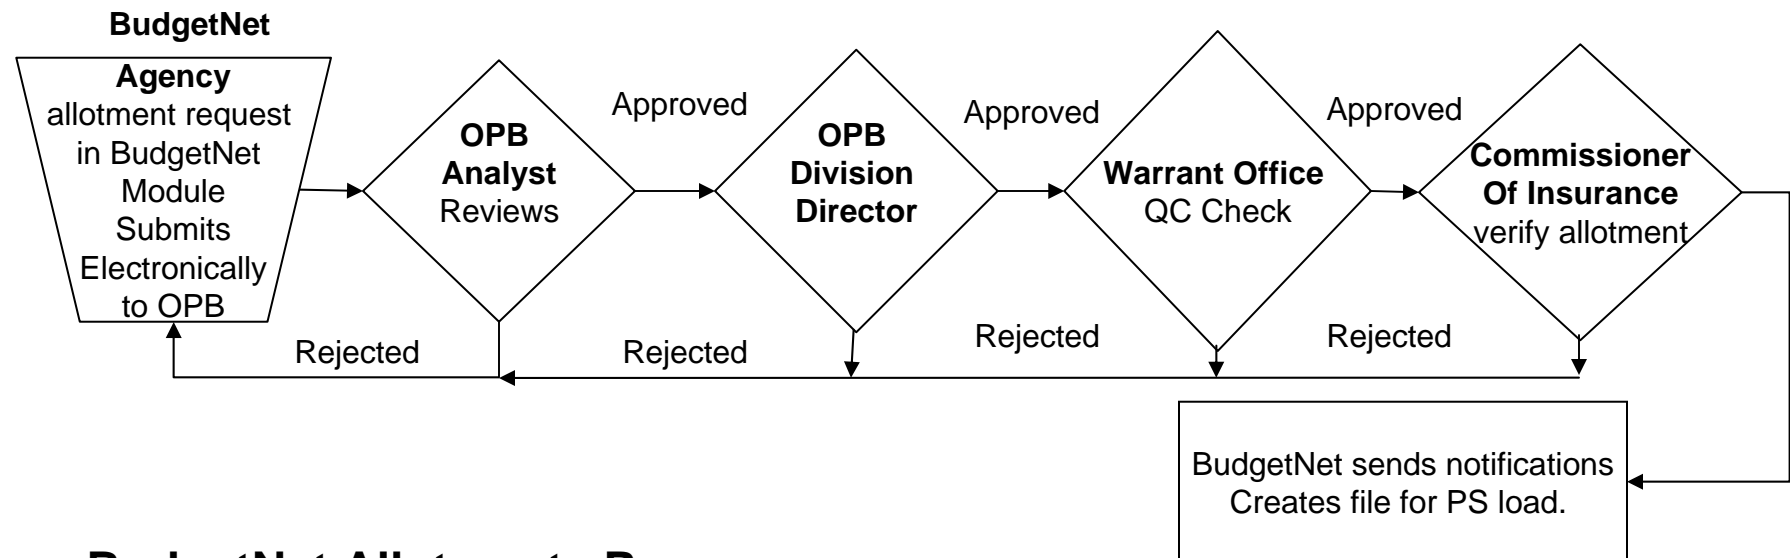 BudgetNet
Agency
allotment request
in BudgetNet
Module
Submits
Electronically
to OPB
OPB
Analyst
Reviews
Approved
OPB
Division
Director
Approved
Warrant Office
QC Check
Approved
Commissioner
Of Insurance
verify allotment
Rejected
Rejected
Rejected
Rejected
BudgetNet sends notifications
Creates file for PS load.